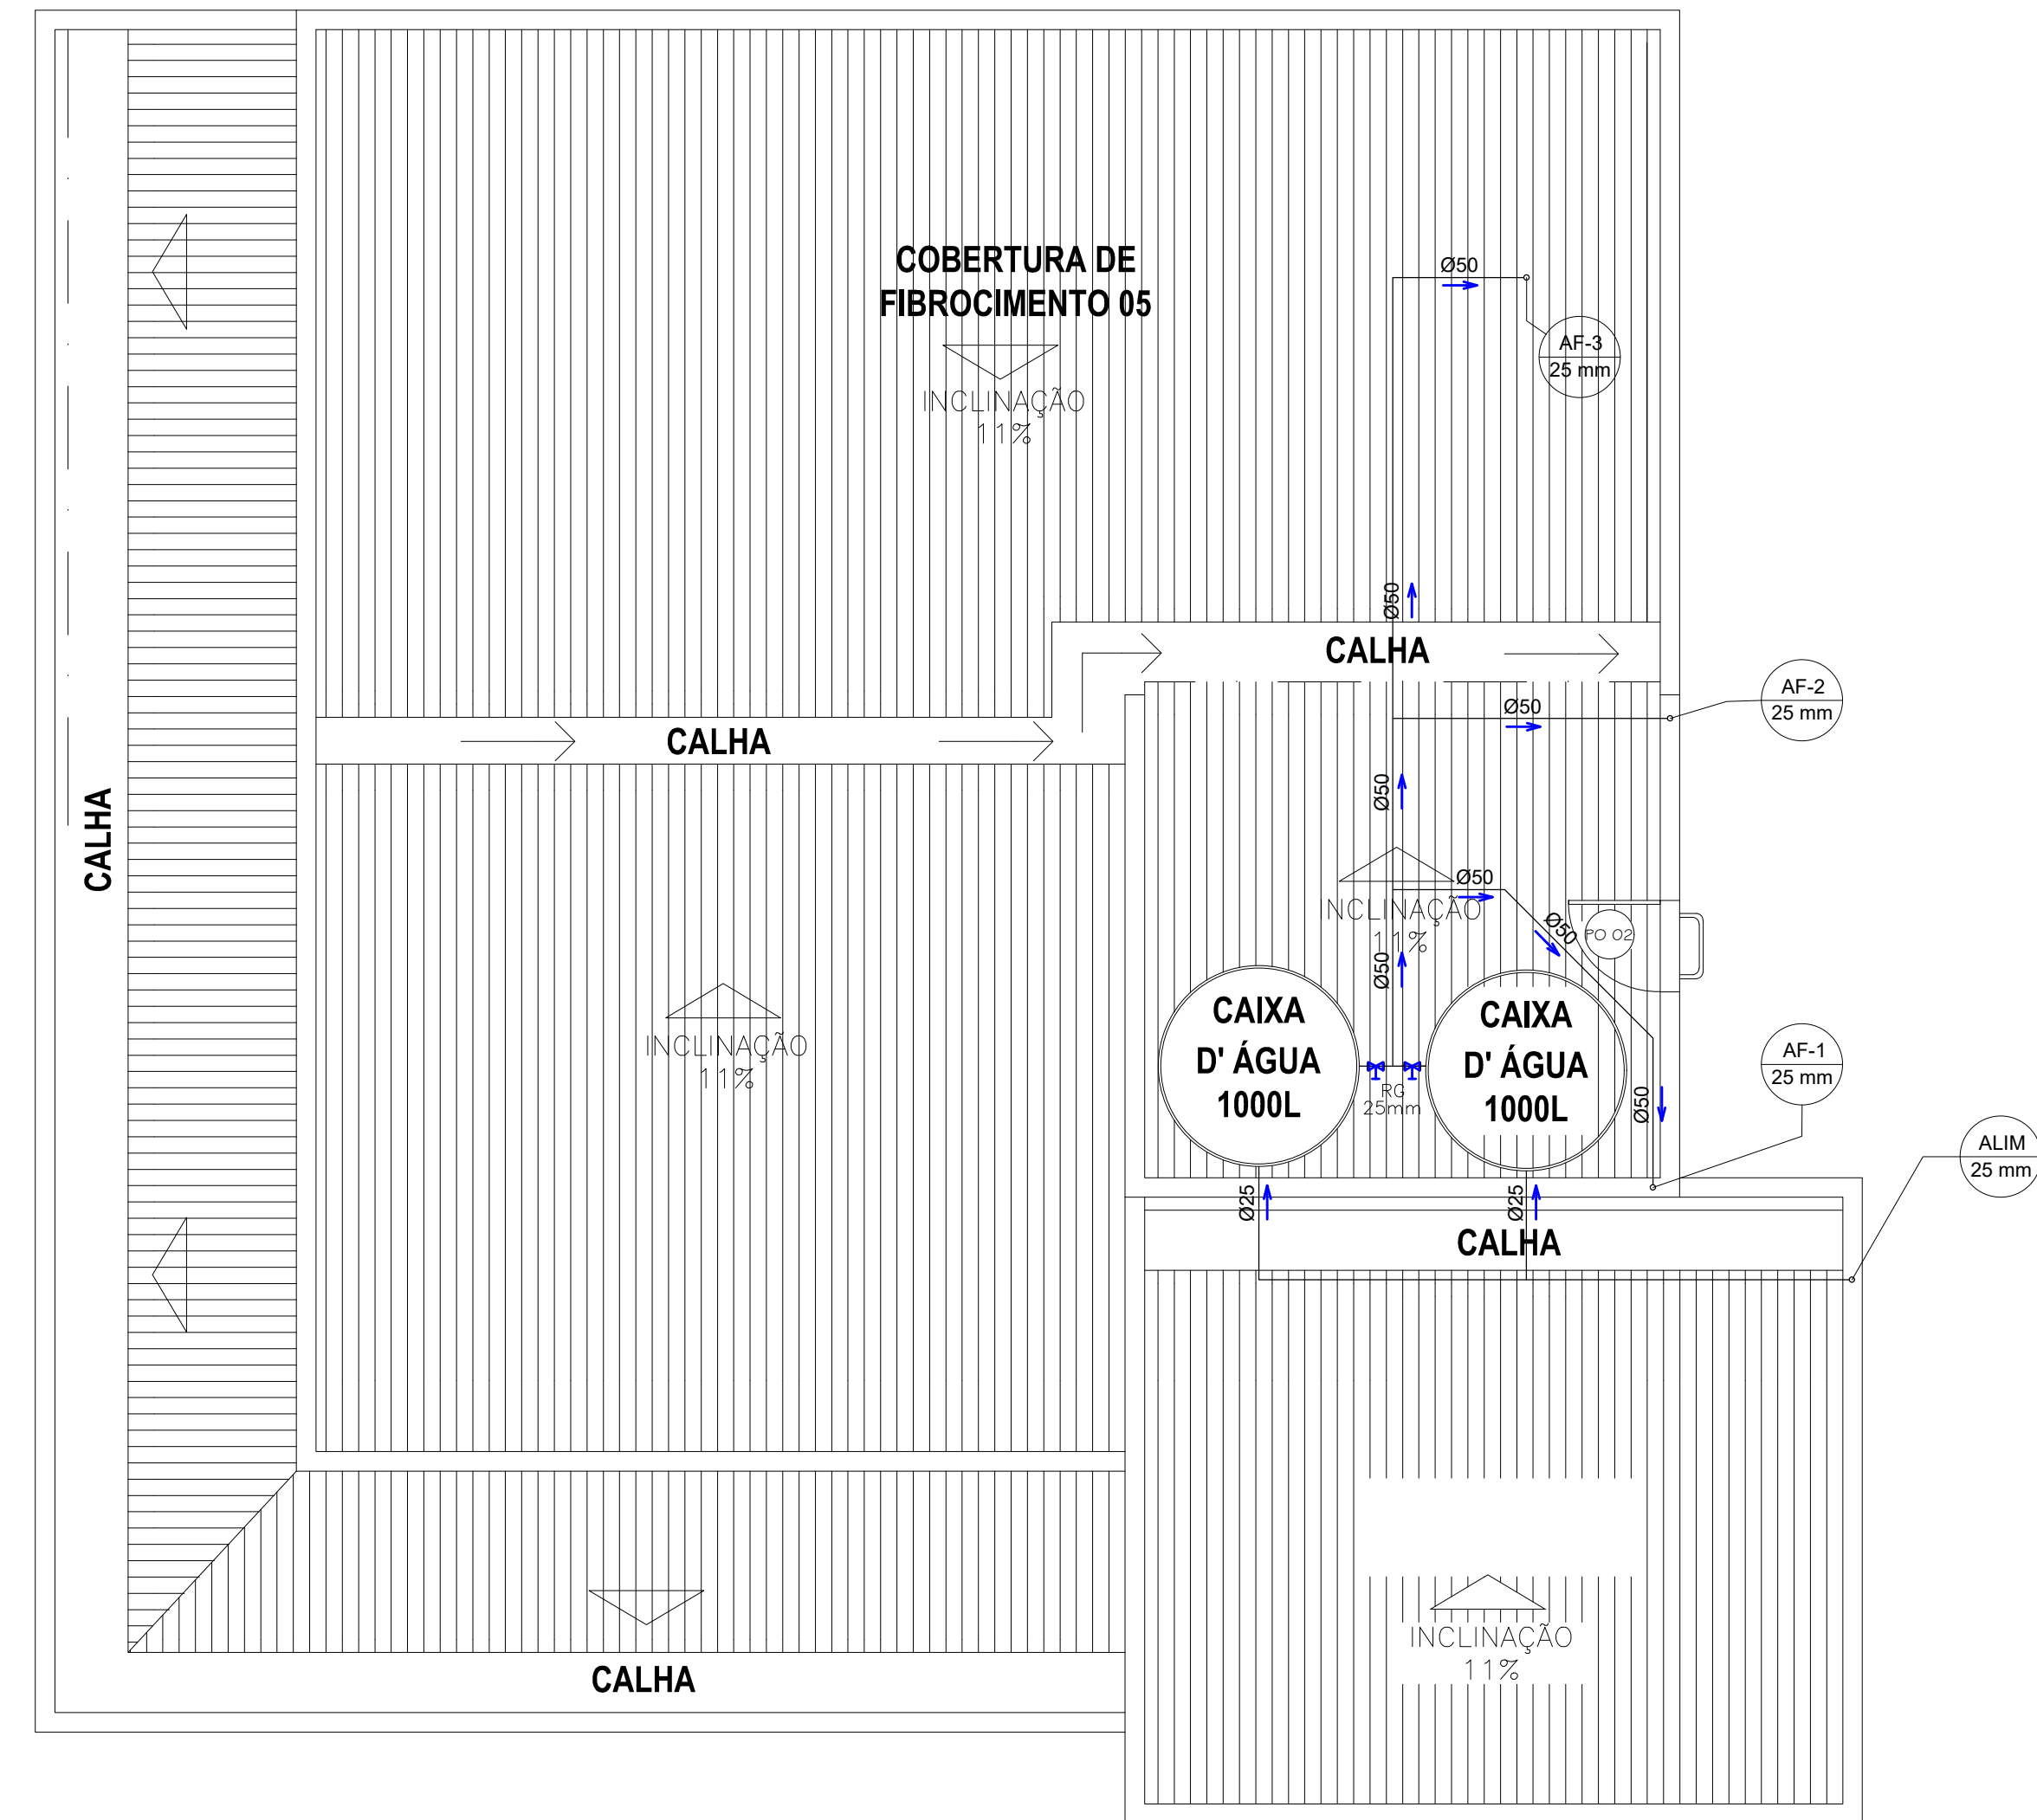 COBERTURA DE
FIBROCIMENTO 05
INCLINAÇÃO
11%
Ø50
AF-3
25 mm
Ø50
CALHA
AF-2
25 mm
Ø50
CALHA
Ø50
CALHA
Ø50
INCLINAÇÃO
11%
Ø50
PO 02
Ø50
CAIXA
D' ÁGUA
1000L
CAIXA
D' ÁGUA
1000L
RG
25mm
INCLINAÇÃO
11%
AF-1
25 mm
Ø50
ALIM
25 mm
Ø25
Ø25
CALHA
INCLINAÇÃO
11%
CALHA